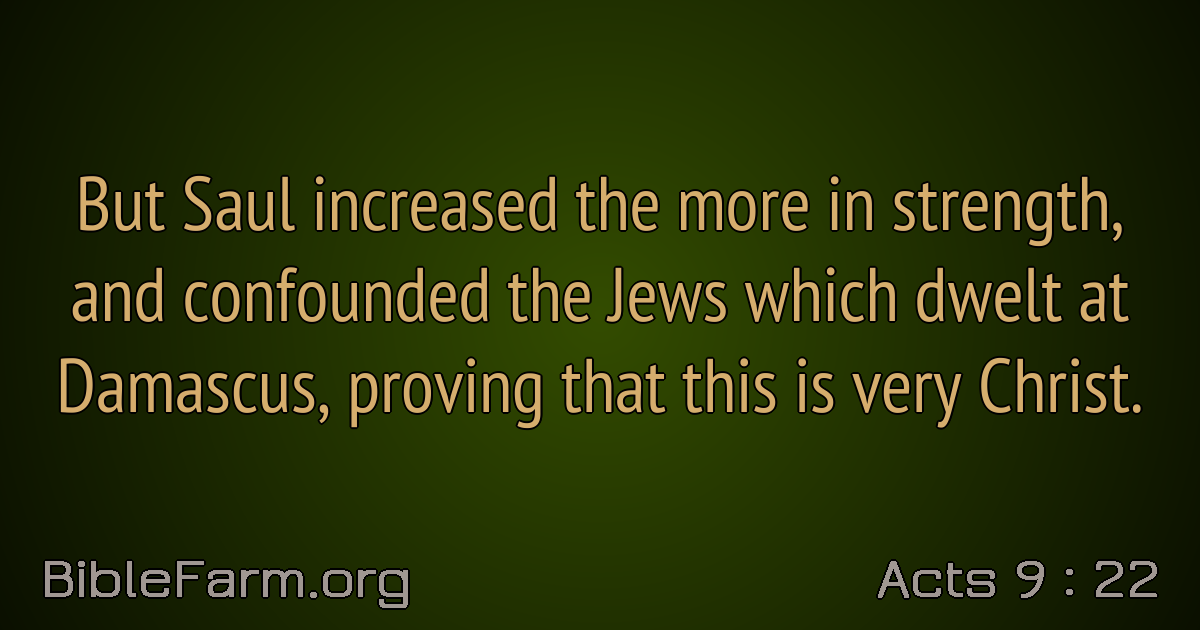 But Saul increased the more in strength,
and confounded the Jews which dwelt at
Damascus, proving that this is very Christ.
BibleFarm.org
Acts 9 : 22